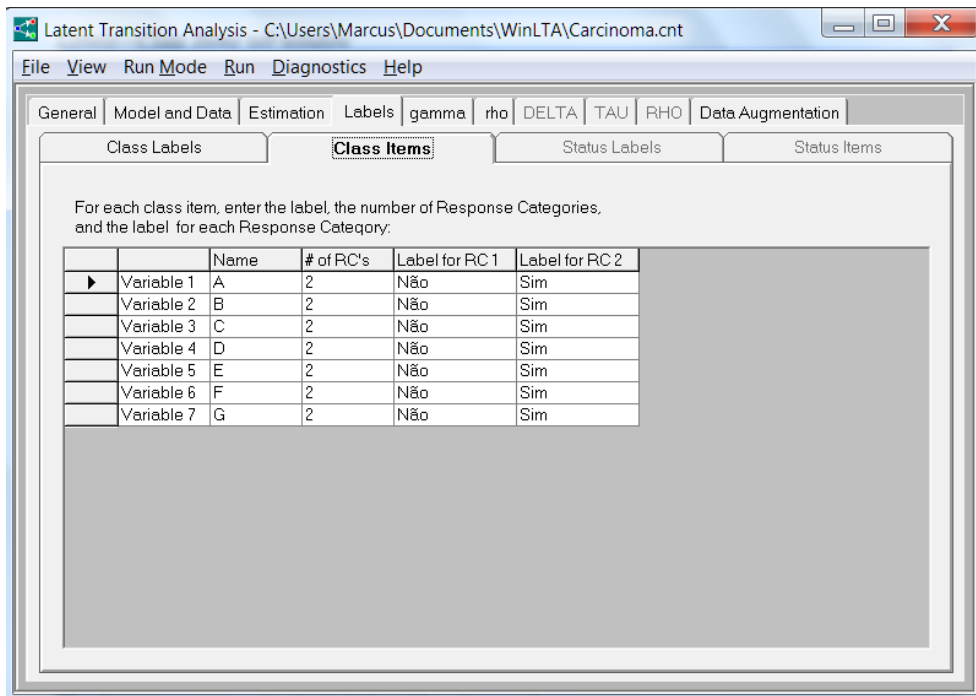 Latent Transition Analysis - C:\Users\Marcus\Documents\WinLTA\Carcinoma.cnt
File View Run Mode Run Diagnostics Help
General Model and Data Estimation Labels gamma rho DELTA TAU RHO Data Augmentation
Class Labels Class Items Status Labels Status Items
For each class item, enter the label, the number of Response Categories,
and the label for each Response Category:
Name # of RC's Label for RC 1 Label for RC 2
Variable 1 A 2 Não Sim
Variable 2 B 2 Não Sim
Variable 3 C 2 Não Sim
Variable 4 D 2 Não Sim
Variable 5 E 2 Não Sim
Variable 6 F 2 Não Sim
Variable 7 G 2 Não Sim